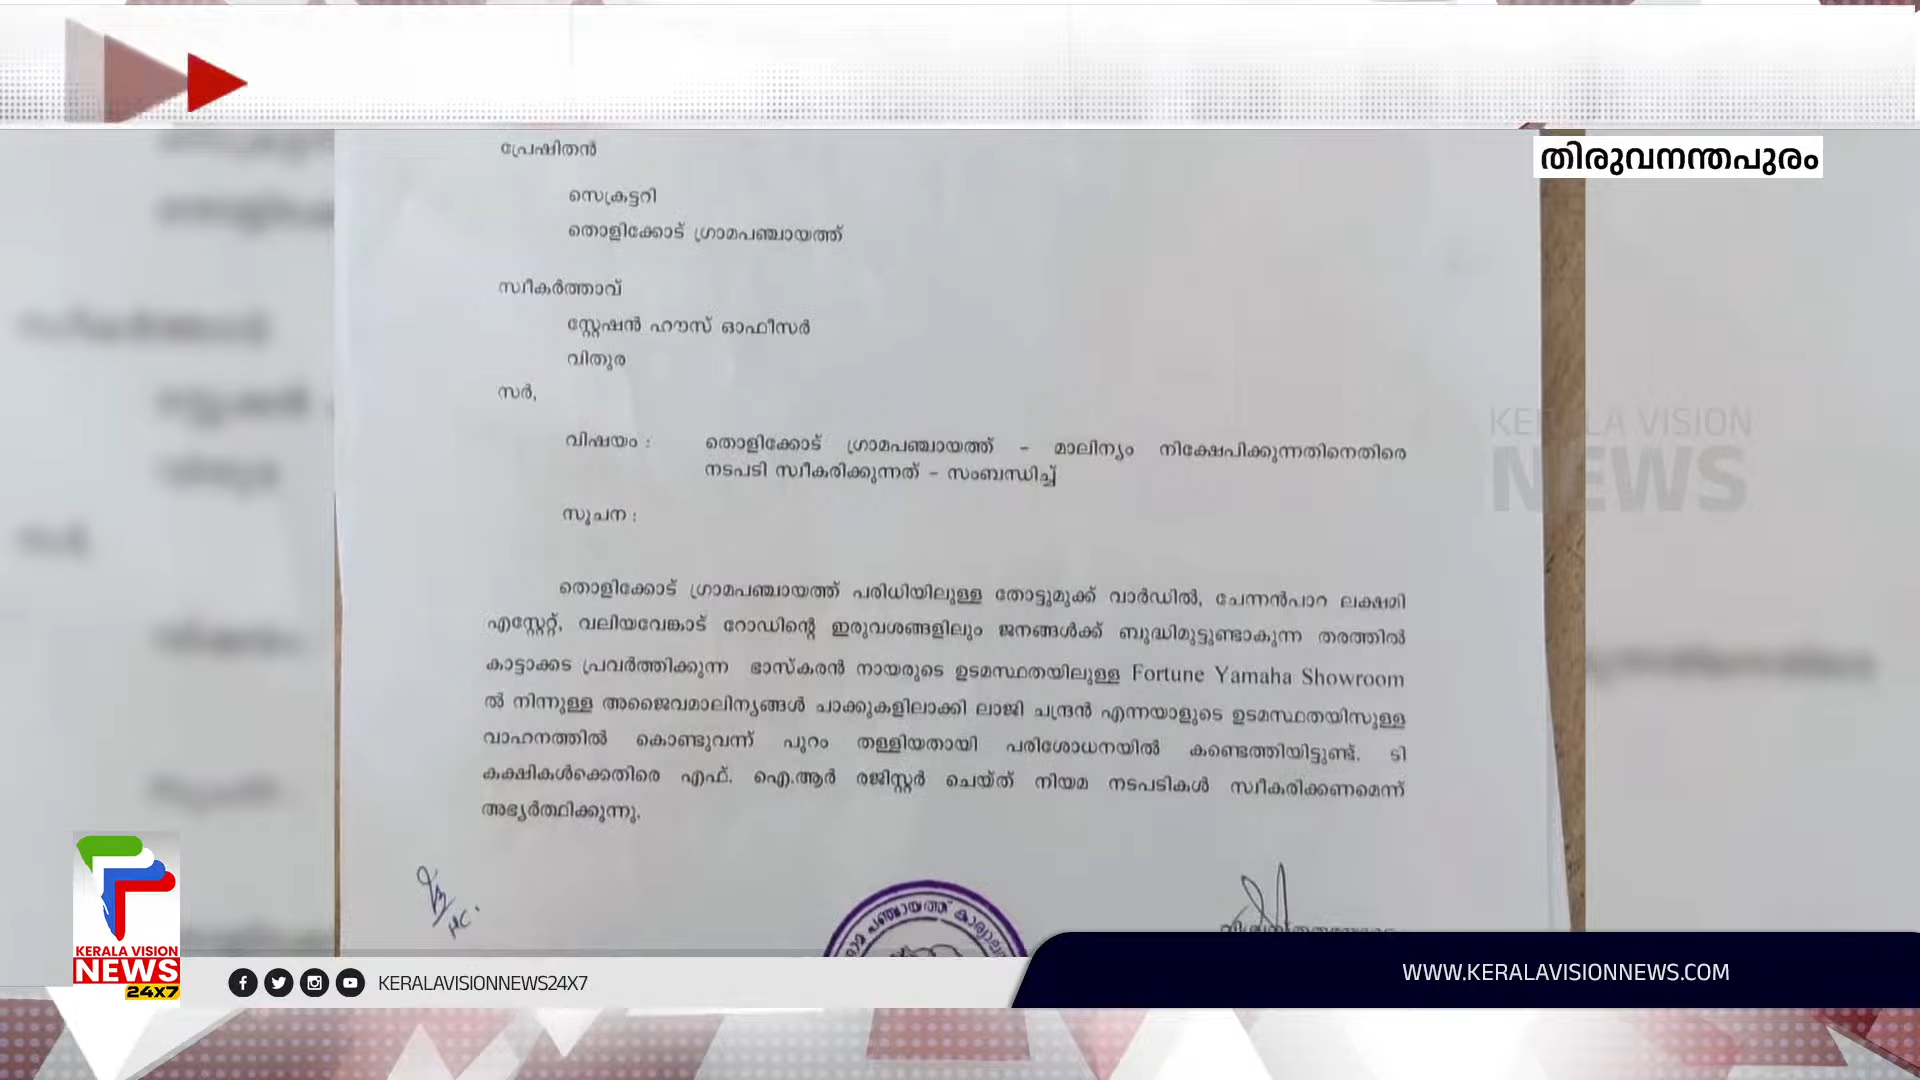 തിരുവനന്തപുരം
പ്രേഷിതൻ
സെക്രട്ടറി
തൊളിക്കോട് ഗ്രാമപഞ്ചായത്ത്
സ്വീകർത്താവ്
സ്റ്റേഷൻ ഹൗസ് ഓഫീസർ
വിതുര
സർ,
വിഷയം : തൊളിക്കോട് ഗ്രാമപഞ്ചായത്ത് – മാലിന്യം നിക്ഷേപിക്കുന്നതിനെതിരെ
നടപടി സ്വീകരിക്കുന്നത് – സംബന്ധിച്ച്
സൂചന :
തൊളിക്കോട് ഗ്രാമപഞ്ചായത്ത് പരിധിയിലുള്ള തോട്ടുമുക്ക് വാർഡിൽ, ചേന്നൻപാറ ലക്ഷമി
എസ്റ്റേറ്റ്, വലിയവേങ്കാട് റോഡിന്റെ ഇരുവശങ്ങളിലും ജനങ്ങൾക്ക് ബുദ്ധിമുട്ടുണ്ടാകുന്ന തരത്തിൽ
കാട്ടാക്കട പ്രവർത്തിക്കുന്ന ഭാസ്കരൻ നായരുടെ ഉടമസ്ഥതയിലുള്ള Fortune Yamaha Showroom
ൽ നിന്നുള്ള അജൈവമാലിന്യങ്ങൾ ചാക്കുകളിലാക്കി ലാജി ചന്ദ്രൻ എന്നയാളുടെ ഉടമസ്ഥതയിസുള്ള
വാഹനത്തിൽ കൊണ്ടുവന്ന് പുറം തള്ളിയതായി പരിശോധനയിൽ കണ്ടെത്തിയിട്ടുണ്ട്. ടി
കക്ഷികൾക്കെതിരെ എഫ്. ഐ.ആർ രജിസ്റ്റർ ചെയ്ത് നിയമ നടപടികൾ സ്വീകരിക്കണമെന്ന്
അഭ്യർത്ഥിക്കുന്നു.
പഞ്ചായത്ത്
KERALA VISION
NEWS
KERALA VISION
NEWS
24X7
KERALAVISIONNEWS24X7
WWW.KERALAVISIONNEWS.COM